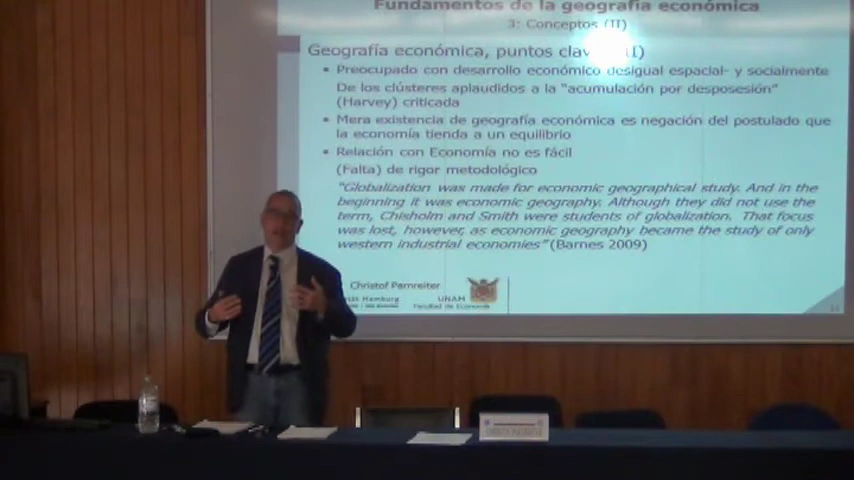 Fundamentos de la geografía económica
3: Conceptos (II)
Geografía económica, puntos clav
Preocupado con desarrollo económico desigual espacial- y socialmente
De los clústeres aplaudidos a la “acumulación por desposesión”
(Harvey) criticada
Mera existencia de geografía económica es negación del postulado que
la economía tienda a un equilibrio
Relación con Economía no es fácil
(Falta) de rigor metodológico
“Globalization was made for economic geographical study. And in the
beginning it was economic geography. Although they did not use the
term, Chisholm and Smith were students of globalization. That focus
was lost, however, as economic geography became the study of only
western industrial economies” (Barnes 2009)
Christof Parnreiter
Hamburg
UNAM
Facultad de Economía